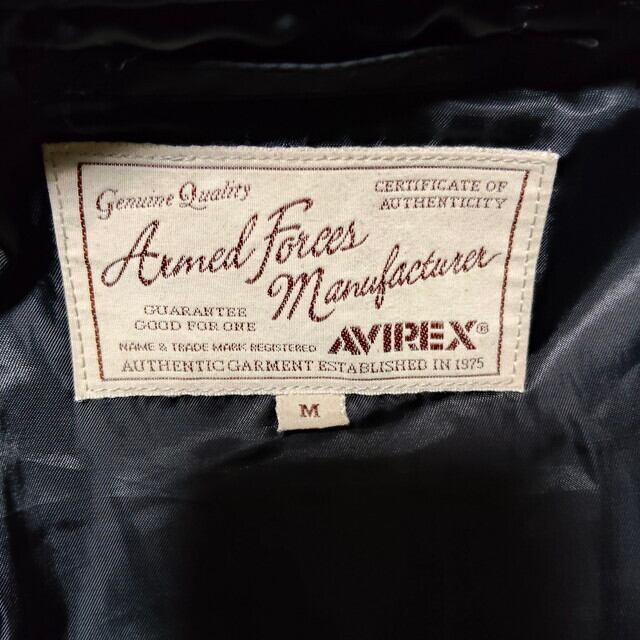 Genuine Quality
CERTIFICATE OF
AUTHENTICITY
Armed Forces
Manufacturer
GUARANTEE
GOOD FOR ONE
NAME & TRADE MARK REGISTERED
AVIREX®
AUTHENTIC GARMENT ESTABLISHED IN 1975
M